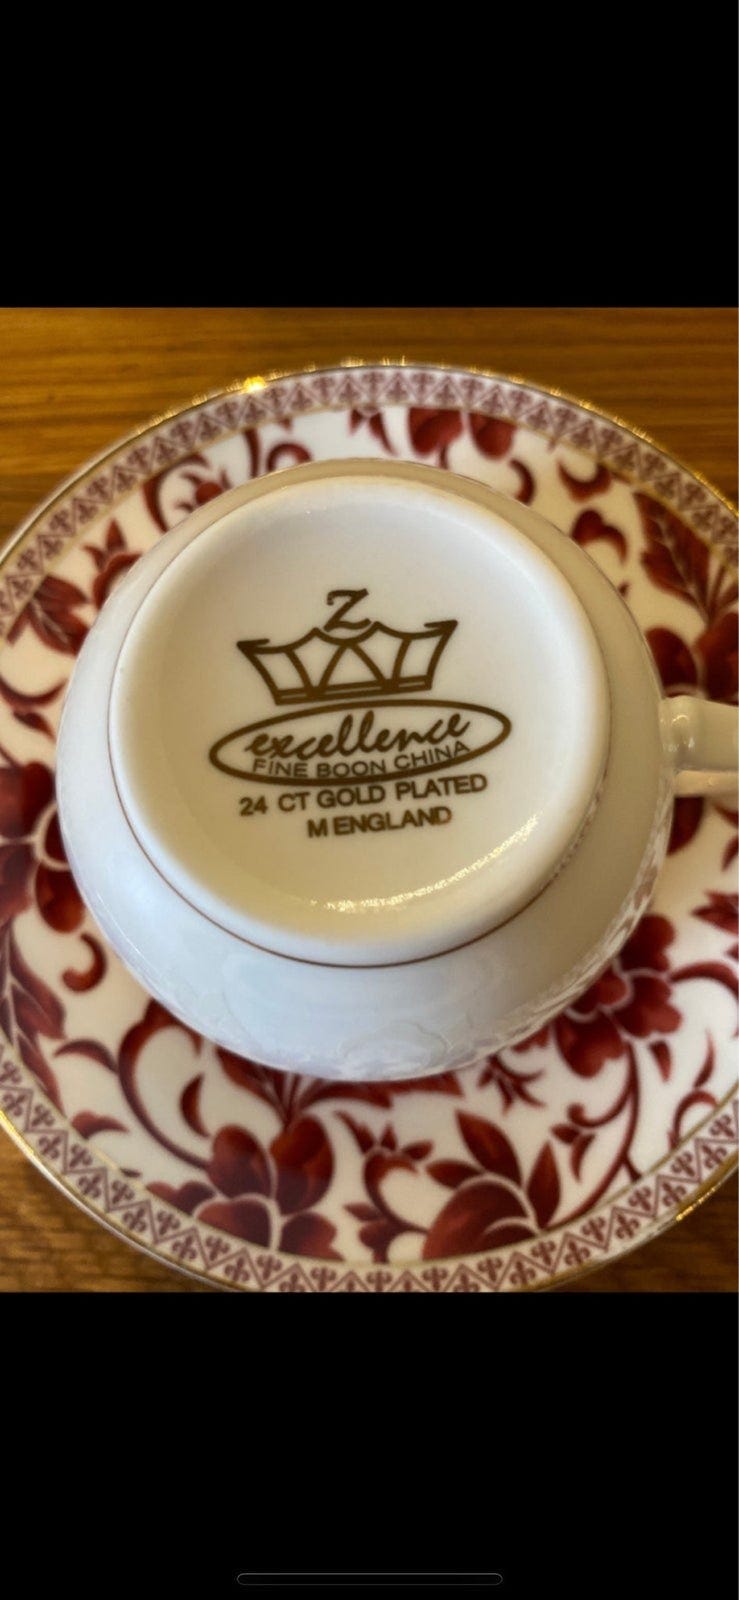 Z
excellence
FINE BOON CHINA
24 CT GOLD PLATED
M ENGLAND